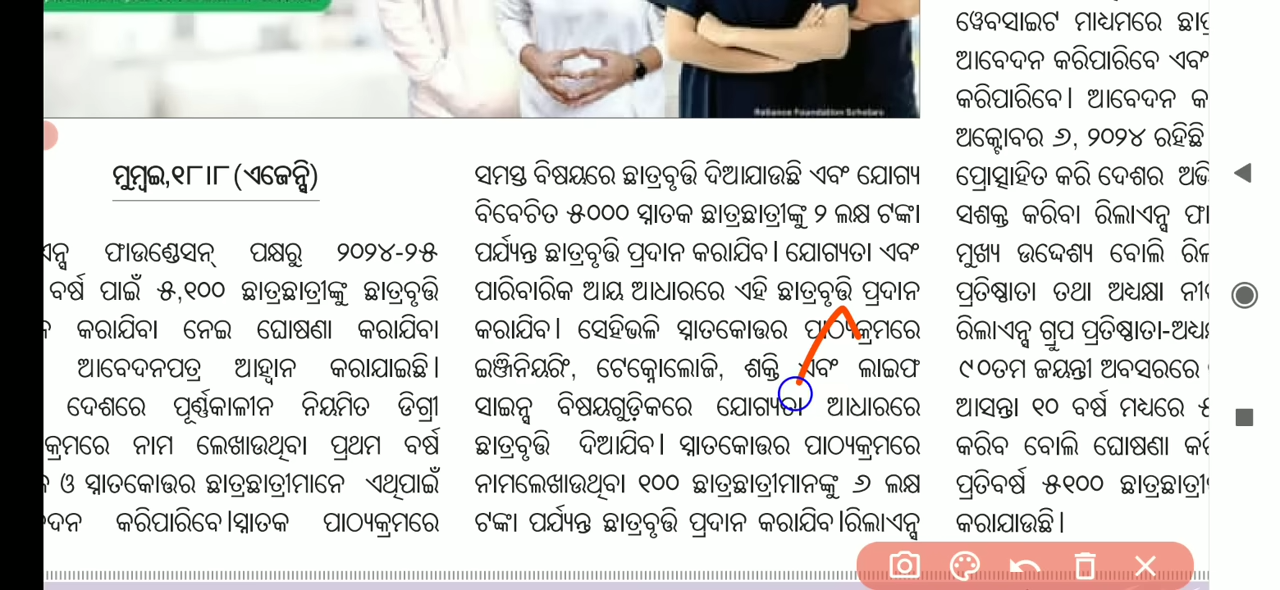 Reliance Foundation Scholars
ମୁମ୍ବଇ,୧୮।୮(ଏଜେନ୍ସି)
ଫାଉଣ୍ଡେସନ୍ ପକ୍ଷରୁ ୨୦୨୪-୨୫
ବର୍ଷ ପାଇଁ ୫,୧୦୦ ଛାତ୍ରଛାତ୍ରୀଙ୍କୁ ଛାତ୍ରବୃତ୍ତି
କରାଯିବା ନେଇ ଘୋଷଣା କରାଯିବା
ଆବେଦନପତ୍ର ଆହ୍ୱାନ କରାଯାଇଛି।
ଦେଶରେ ପୂର୍ଣ୍ଣକାଳୀନ ନିୟମିତ ଡିଗ୍ରୀ
କ୍ରମରେ ନାମ ଲେଖାଉଥିବା ପ୍ରଥମ ବର୍ଷ
ଓ ସ୍ନାତକୋତ୍ତର ଛାତ୍ରଛାତ୍ରୀମାନେ ଏଥିପାଇଁ
କରିପାରିବେ।ସ୍ନାତକ ପାଠ୍ୟକ୍ରମରେ
ସମସ୍ତ ବିଷୟରେ ଛାତ୍ରବୃତ୍ତି ଦିଆଯାଉଛି ଏବଂ ଯୋଗ୍ୟ
ବିବେଚିତ ୫୦୦୦ ସ୍ନାତକ ଛାତ୍ରଛାତ୍ରୀଙ୍କୁ ୨ ଲକ୍ଷ ଟଙ୍କା
ପର୍ଯ୍ୟନ୍ତ ଛାତ୍ରବୃତ୍ତି ପ୍ରଦାନ କରାଯିବ। ଯୋଗ୍ୟତା ଏବଂ
ପାରିବାରିକ ଆୟ ଆଧାରରେ ଏହି ଛାତ୍ରବୃତ୍ତି ପ୍ରଦାନ
କରାଯିବ। ସେହିଭଳି ସ୍ନାତକୋତ୍ତର ପାଠ୍ୟକ୍ରମରେ
ଇଞ୍ଜିନିୟରିଂ, ଟେକ୍ନୋଲୋଜି, ଶକ୍ତି ଏବଂ ଲାଇଫ
ସାଇନ୍ସ ବିଷୟଗୁଡ଼ିକରେ ଯୋଗ୍ୟତା ଆଧାରରେ
ଛାତ୍ରବୃତ୍ତି ଦିଆଯିବ। ସ୍ନାତକୋତ୍ତର ପାଠ୍ୟକ୍ରମରେ
ନାମଲେଖାଉଥିବା ୧୦୦ ଛାତ୍ରଛାତ୍ରୀମାନଙ୍କୁ ୬ ଲକ୍ଷ
ଟଙ୍କା ପର୍ଯ୍ୟନ୍ତ ଛାତ୍ରବୃତ୍ତି ପ୍ରଦାନ କରାଯିବ।ରିଲାଏନ୍ସ
ୱେବସାଇଟ ମାଧ୍ୟମରେ
ଆବେଦନ କରିପାରିବେ ଏବଂ
କରିପାରିବେ। ଆବେଦନ
ଅକ୍ଟୋବର ୬, ୨୦୨୪ ରହିଛି
ପ୍ରୋତ୍ସାହିତ କରି ଦେଶର
ସଶକ୍ତ କରିବା ରିଲାଏନ୍ସ
ମୁଖ୍ୟ ଉଦ୍ଦେଶ୍ୟ ବୋଲି
ପ୍ରତିଷ୍ଠାତା ତଥା ଅଧ୍ୟକ୍ଷା
ରିଲାଏନ୍ସ ଗ୍ରୁପ ପ୍ରତିଷ୍ଠାତା-ଅଧ୍ୟ
୯୦ତମ ଜୟନ୍ତୀ ଅବସରରେ
ଆସନ୍ତା ୧୦ ବର୍ଷ ମଧ୍ୟରେ
କରିବ ବୋଲି ଘୋଷଣା
ପ୍ରତିବର୍ଷ ୫୧୦୦ ଛାତ୍ରଛାତ୍ରୀ
କରାଯାଉଛି।